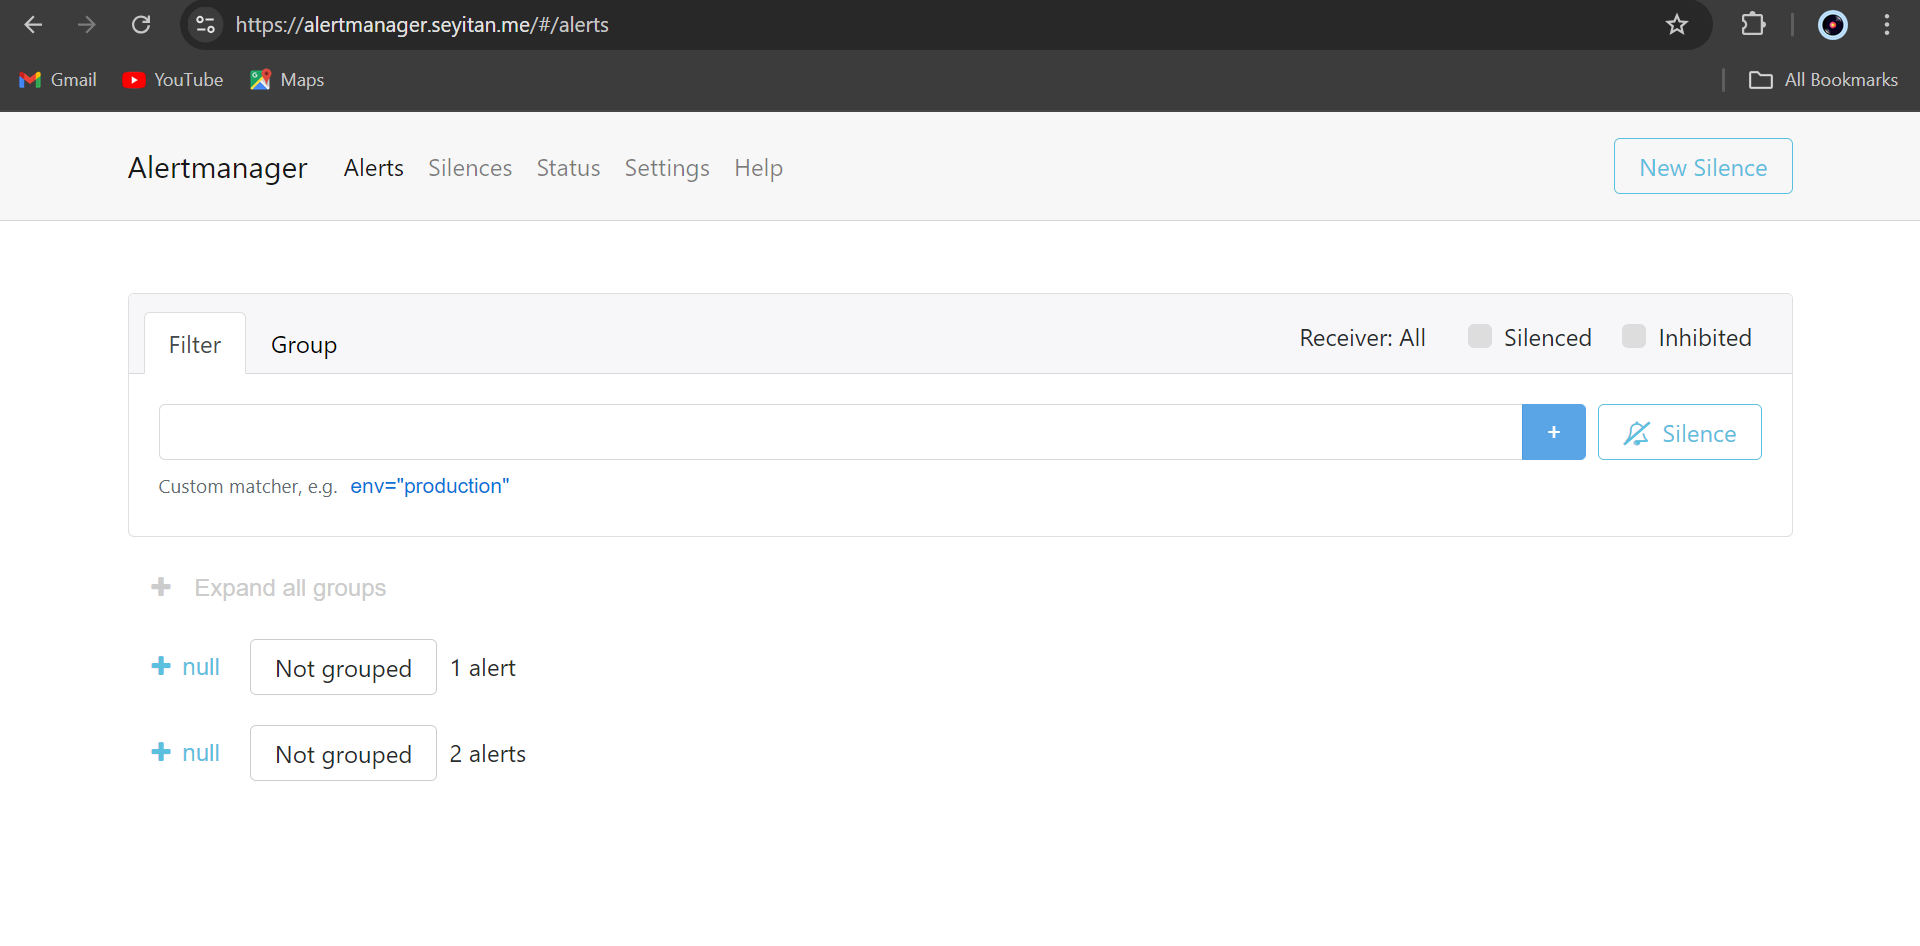 https://alertmanager.seyitan.me/#/alerts
Gmail YouTube Maps All Bookmarks
Alertmanager Alerts Silences Status Settings Help New Silence
Filter Group Receiver: All Silenced Inhibited
+ Silence
Custom matcher, e.g. env="production"
+ Expand all groups
+ null Not grouped 1 alert
+ null Not grouped 2 alerts